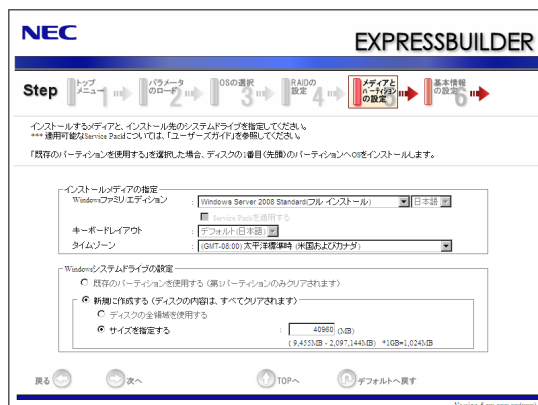 NEC
EXPRESSBUILDER
Step
トップメニュー 1
パラメータのロード 2
OSの選択 3
RAIDの設定 4
メディアとパーティションの設定 5
基本情報の設定 6
インストールするメディアと、インストール先のシステムドライブを指定してください。
*** 適用可能なService Packについては、「ユーザーズガイド」を参照してください。
「既存のパーティションを使用する」を選択した場合、ディスクの1番目(先頭)のパーティションへOSをインストールします。
インストールメディアの指定
Windowsファミリ/エディション : Windows Server 2008 Standard(フル インストール) 日本語
Service Packを適用する
キーボードレイアウト : デフォルト(日本語)
タイムゾーン : (GMT-08:00) 太平洋標準時 (米国およびカナダ)
Windowsシステムドライブの設定
既存のパーティションを使用する (第1パーティションのみクリアされます)
新規に作成する (ディスクの内容は、すべてクリアされます)
ディスクの全領域を使用する
サイズを指定する : 40960 (MB)
( 9,455MB - 2,097,144MB) *1GB=1,024MB
戻る 次へ TOPへ デフォルトへ戻す